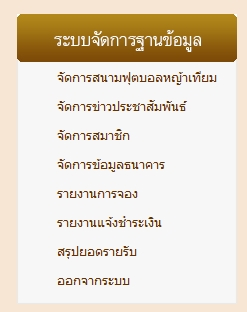 ระบบจัดการฐานข้อมูล
จัดการสนามฟุตบอลหญ้าเทียม
จัดการข่าวประชาสัมพันธ์
จัดการสมาชิก
จัดการข้อมูลธนาคาร
รายงานการจอง
รายงานแจ้งชำระเงิน
สรุปยอดรายรับ
ออกจากระบบ